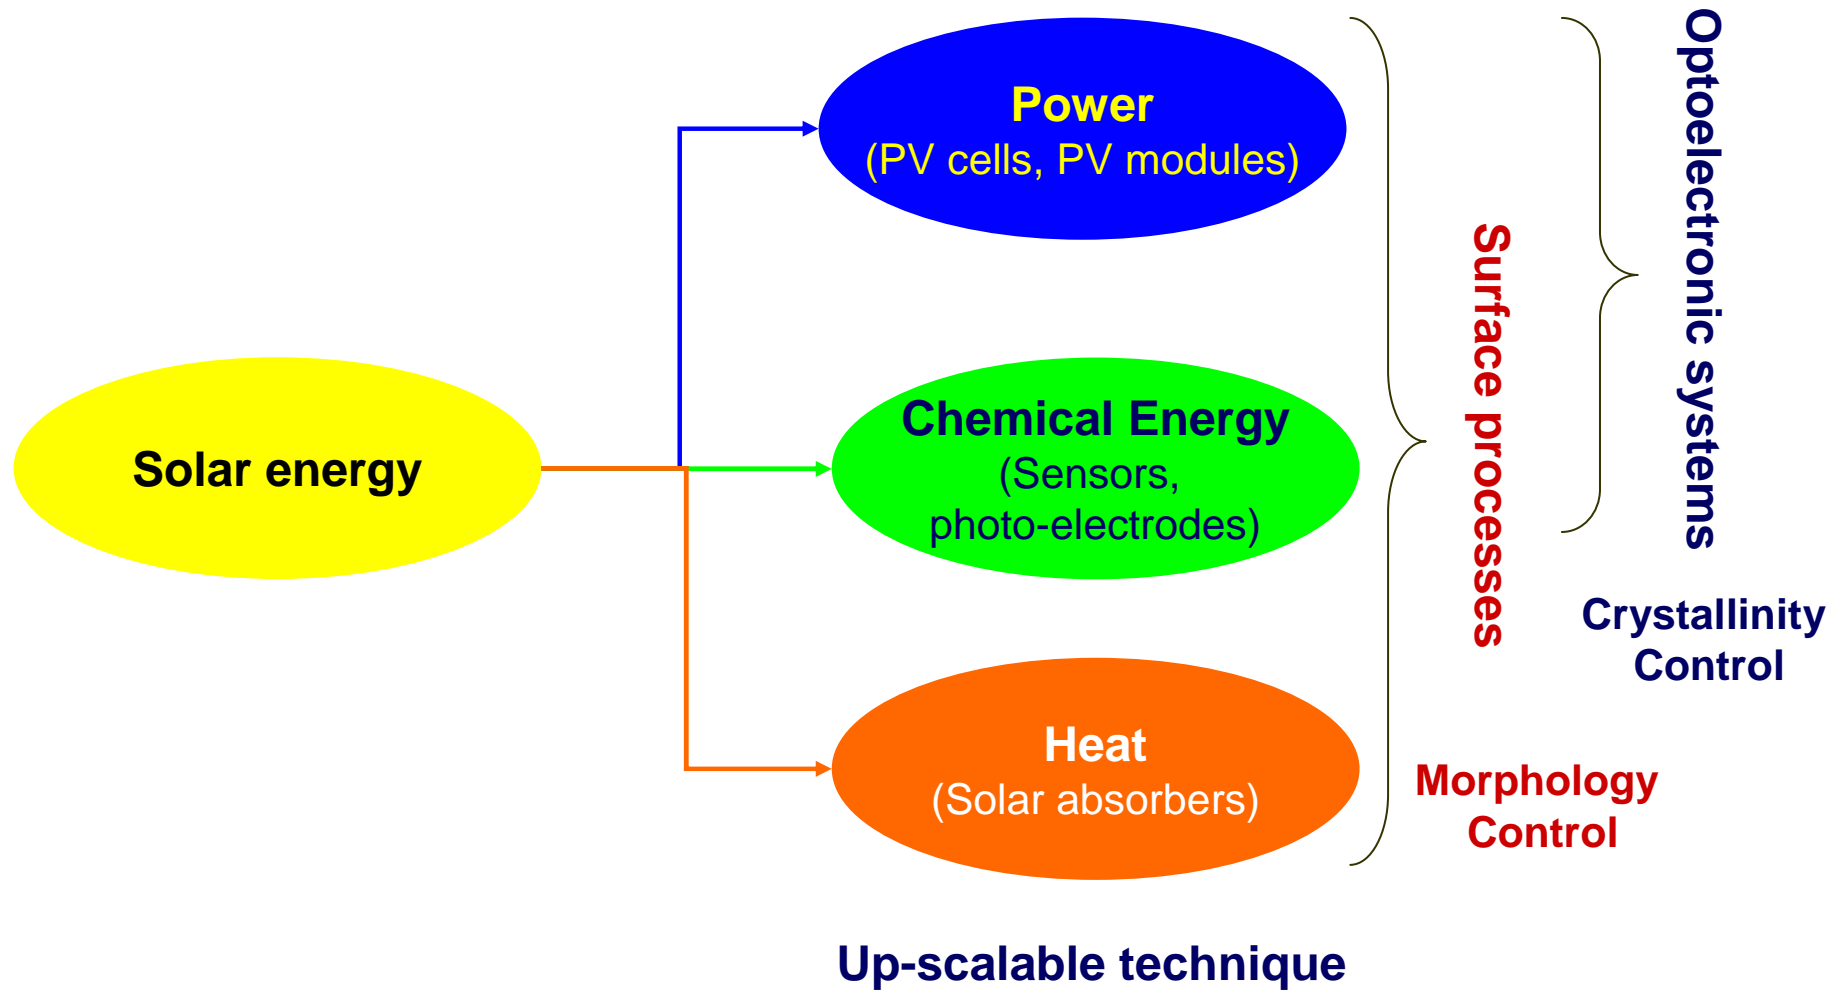 Solar energy
Power
(PV cells, PV modules)
Chemical Energy
(Sensors,
photo-electrodes)
Heat
(Solar absorbers)
Surface processes
Morphology
Control
Optoelectronic systems
Crystallinity
Control
Up-scalable technique